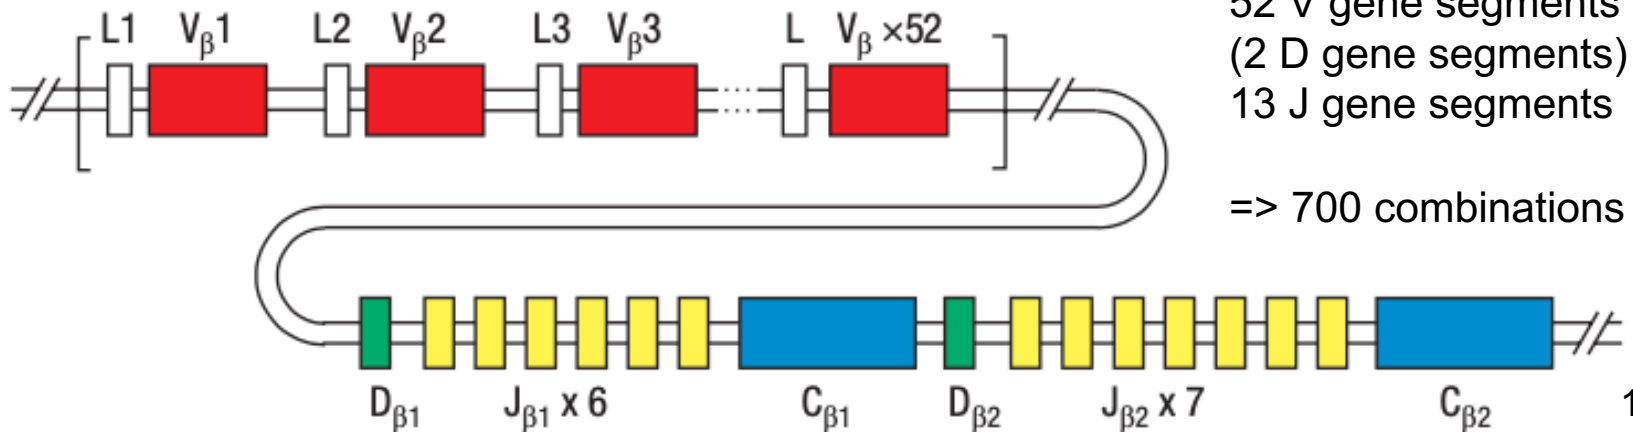 L1 Vβ1 L2 Vβ2 L3 Vβ3 L Vβ ×52
52 V gene segments
(2 D gene segments)
13 J gene segments
=> 700 combinations
Dβ1 Jβ1 x 6 Cβ1 Dβ2 Jβ2 x 7 Cβ2
1